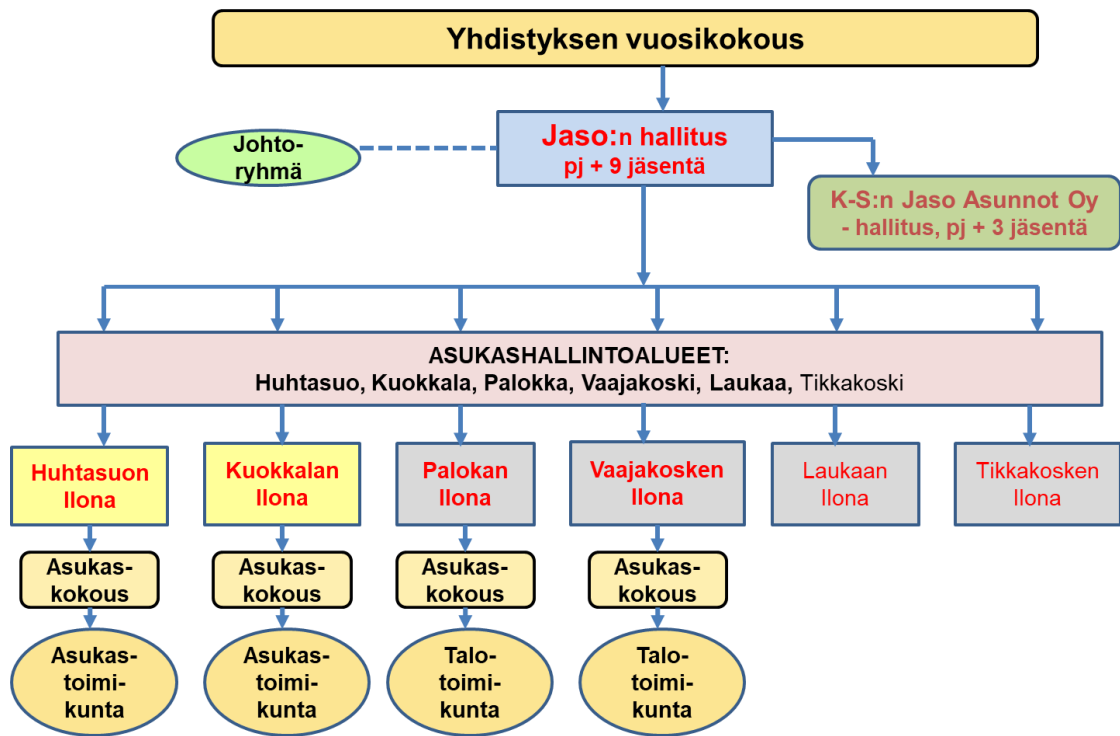 Yhdistyksen vuosikokous
Jaso:n hallitus
pj + 9 jäsentä
Johto-
ryhmä
K-S:n Jaso Asunnot Oy
- hallitus, pj + 3 jäsentä
ASUKASHALLINTOALUEET:
Huhtasuo, Kuokkala, Palokka, Vaajakoski, Laukaa, Tikkakoski
Huhtasuon
Ilona
Kuokkalan
Ilona
Palokan
Ilona
Vaajakosken
Ilona
Laukaan
Ilona
Tikkakosken
Ilona
Asukas-
kokous
Asukas-
kokous
Asukas-
kokous
Asukas-
kokous
Asukas-
toimi-
kunta
Asukas-
toimi-
kunta
Talo-
toimi-
kunta
Talo-
toimi-
kunta